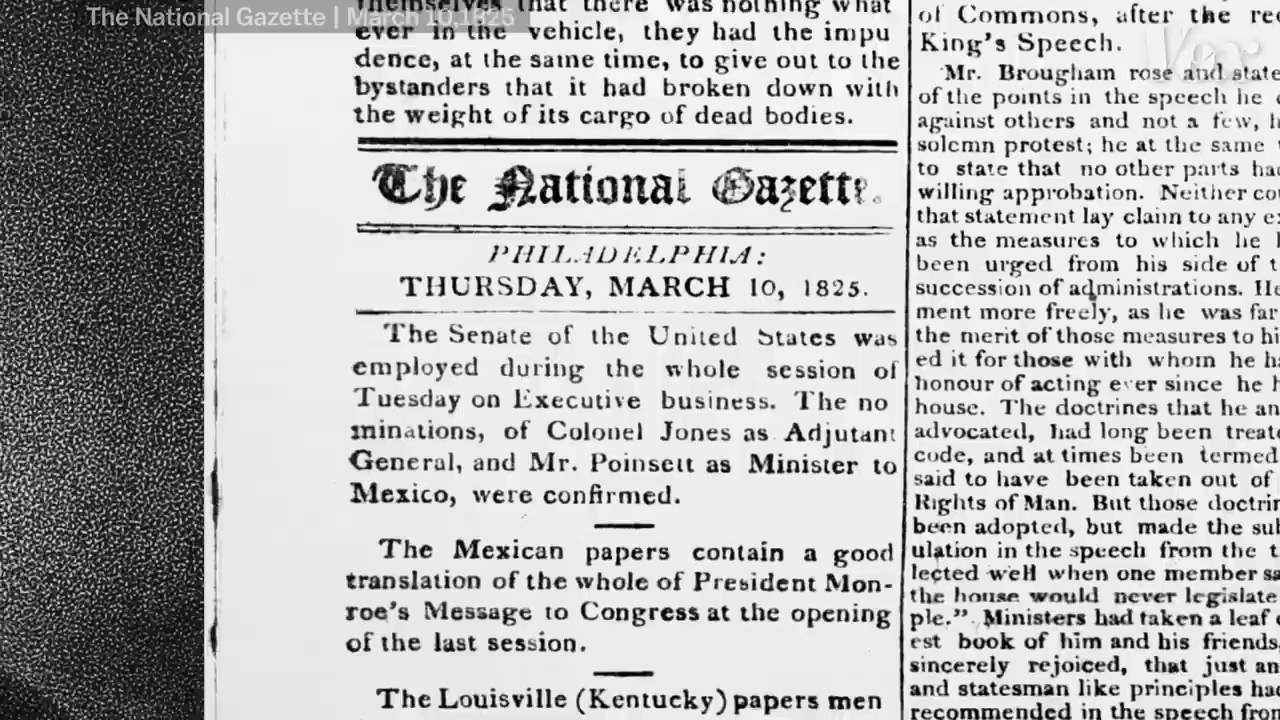 The National Gazette | March 10, 1825
Vox
themselves that there was nothing what
ever in the vehicle, they had the impu
dence, at the same time, to give out to the
bystanders that it had broken down with
the weight of its cargo of dead bodies.
The National Gazette.
PHILADELPHIA:
THURSDAY, MARCH 10, 1825.
The Senate of the United States was
employed during the whole session of
Tuesday on Executive business. The no
minations, of Colonel Jones as Adjutant
General, and Mr. Poinsett as Minister to
Mexico, were confirmed.
The Mexican papers contain a good
translation of the whole of President Mon-
roe's Message to Congress at the opening
of the last session.
The Louisville (Kentucky) papers men
of Commons, after the
King's Speech.
Mr. Brougham rose and
of the points in the speech he
against others and not a few,
solemn protest; he at the same
to state that no other parts
willing approbation. Neither
that statement lay claim to any
as the measures to which he
been urged from his side of
succession of administrations.
ment more freely, as he was far
the merit of those measures to
ed it for those with whom he
honour of acting ever since he
house. The doctrines that he
advocated, had long been
code, and at times been termed
said to have been taken out of
Rights of Man. But those
been adopted, but made the
ulation in the speech from the
lected well when one member
the house would never legislate
ple." Ministers had taken a leaf
est book of him and his friends,
sincerely rejoiced, that just
and statesman like principles
recommended in the speech